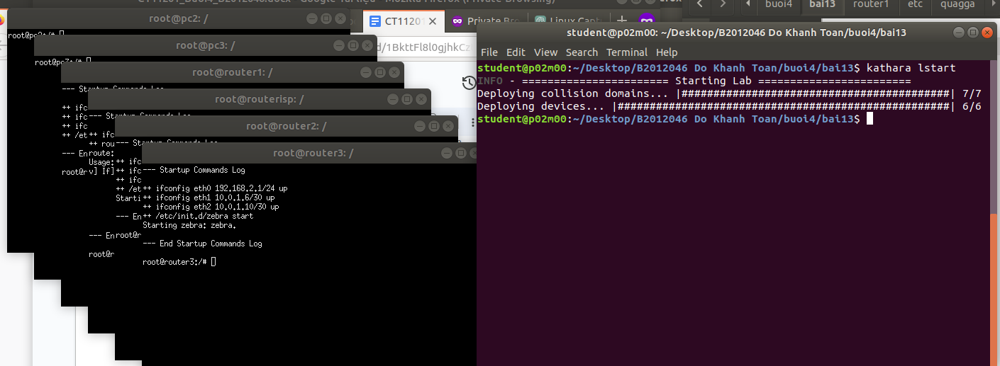 CT11201_Buoi4_B2012046.docx - Google Tài liệu - Mozilla Firefox (Private Browsing)
buoi4 bai13 router1 etc quagga
root@pc2: /
CT11201 Private Bro Linux Capt
root@pc2:/#
root@pc3: /
d/1BkttFl8l0gjhkCz
root@pc3:/#
root@router1: /
--- Startup Commands Log
root@routerisp: /
++ ifc
++ ifc
++ ifc
++ /et
--- En
root@r
--- Startup Commands Log
root@router2: /
++ ifc
++ rou
route:
Usage:
v] If]
--- En
root@r
--- Startup Commands Log
root@router3: /
++ ifc
++ ifc
++ ifc
++ /et
Starti
--- En
root@r
--- Startup Commands Log
++ ifconfig eth0 192.168.2.1/24 up
++ ifconfig eth1 10.0.1.6/30 up
++ ifconfig eth2 10.0.1.10/30 up
++ /etc/init.d/zebra start
Starting zebra: zebra.
--- End Startup Commands Log
root@router3:/#
student@p02m00: ~/Desktop/B2012046 Do Khanh Toan/buoi4/bai13
File Edit View Search Terminal Help
student@p02m00:~/Desktop/B2012046 Do Khanh Toan/buoi4/bai13$ kathara lstart
INFO - ======================= Starting Lab ========================
Deploying collision domains... |##########################################| 7/7
Deploying devices... |####################################################| 6/6
student@p02m00:~/Desktop/B2012046 Do Khanh Toan/buoi4/bai13$